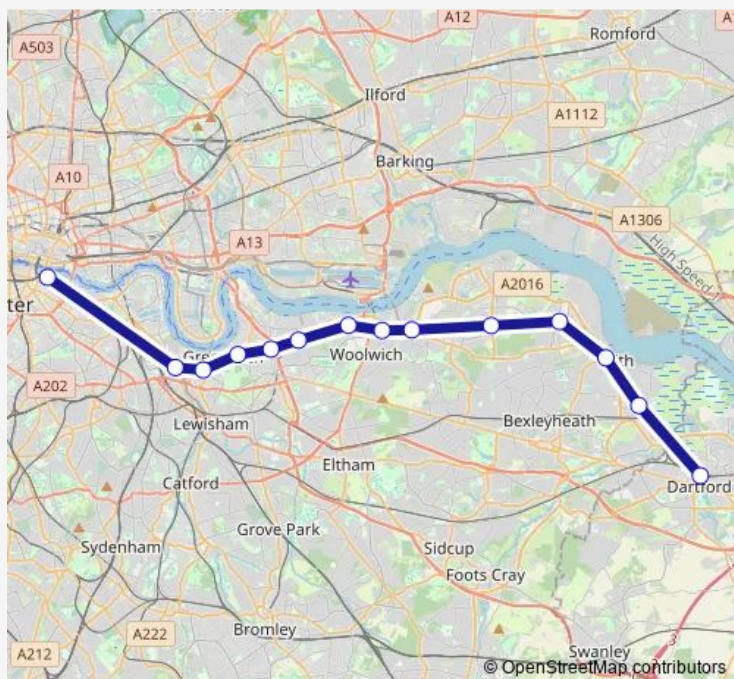 A12
A503
Romford
Ilford
A1112
Barking
A10
A1306
A13
High Speed 1
A2016
ter
Woolwich
A202
Lewisham
Bexleyheath
Eltham
Catford
Dartford
Grove Park
Sydenham
Sidcup
Foots Cray
A222
Bromley
A212
3
Swanley
© OpenStreetMap contributors